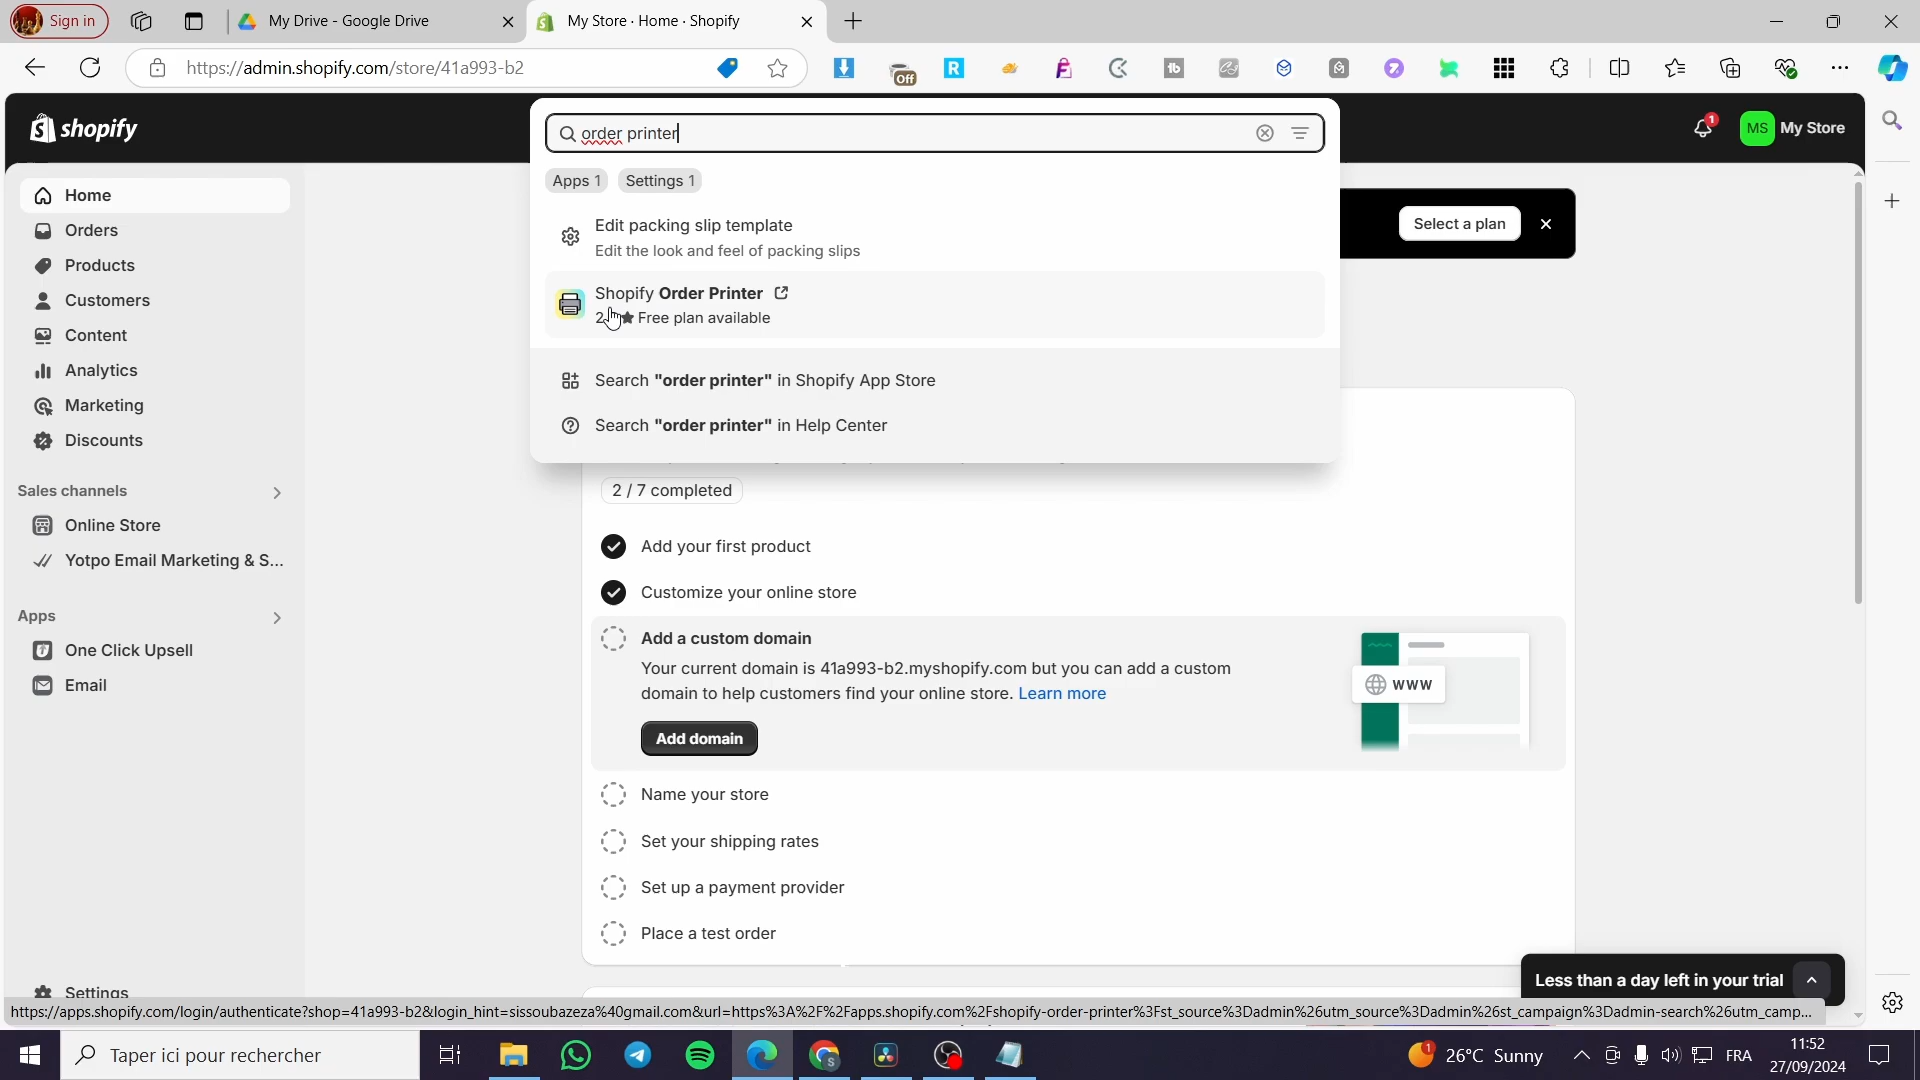 Sign in
My Drive - Google Drive
My Store · Home · Shopify
https://admin.shopify.com/store/41a993-b2
Off
shopify
order printer
1
MS
My Store
Apps 1
Settings 1
Home
Orders
Products
Customers
Content
Analytics
Marketing
Discounts
Sales channels
Online Store
Yotpo Email Marketing & S...
Apps
One Click Upsell
Email
Settings
Edit packing slip template
Edit the look and feel of packing slips
Shopify Order Printer
Free plan available
Search "order printer" in Shopify App Store
Search "order printer" in Help Center
Select a plan
2 / 7 completed
Add your first product
Customize your online store
Add a custom domain
Your current domain is 41a993-b2.myshopify.com but you can add a custom
domain to help customers find your online store. Learn more
Add domain
www
Name your store
Set your shipping rates
Set up a payment provider
Place a test order
Less than a day left in your trial
https://apps.shopify.com/login/authenticate?shop=41a993-b2&login_hint=sissoubazeza%40gmail.com&url=https%3A%2F%2Fapps.shopify.com%2Fshopify-order-printer%3Fst_source%3Dadmin%26utm_source%3Dadmin%26st_campaign%3Dadmin-search%26utm_camp...
Taper ici pour rechercher
1
26°C Sunny
FRA
11:52
27/09/2024